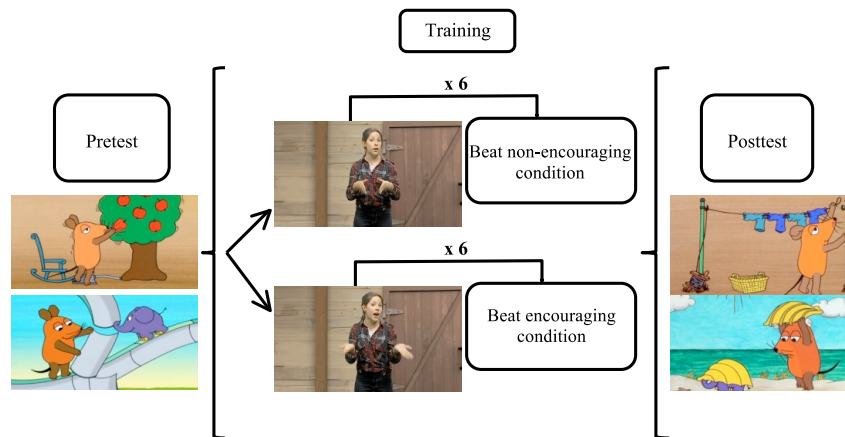 Training
x 6
Pretest
Beat non-encouraging
condition
Posttest
x 6
Beat encouraging
condition